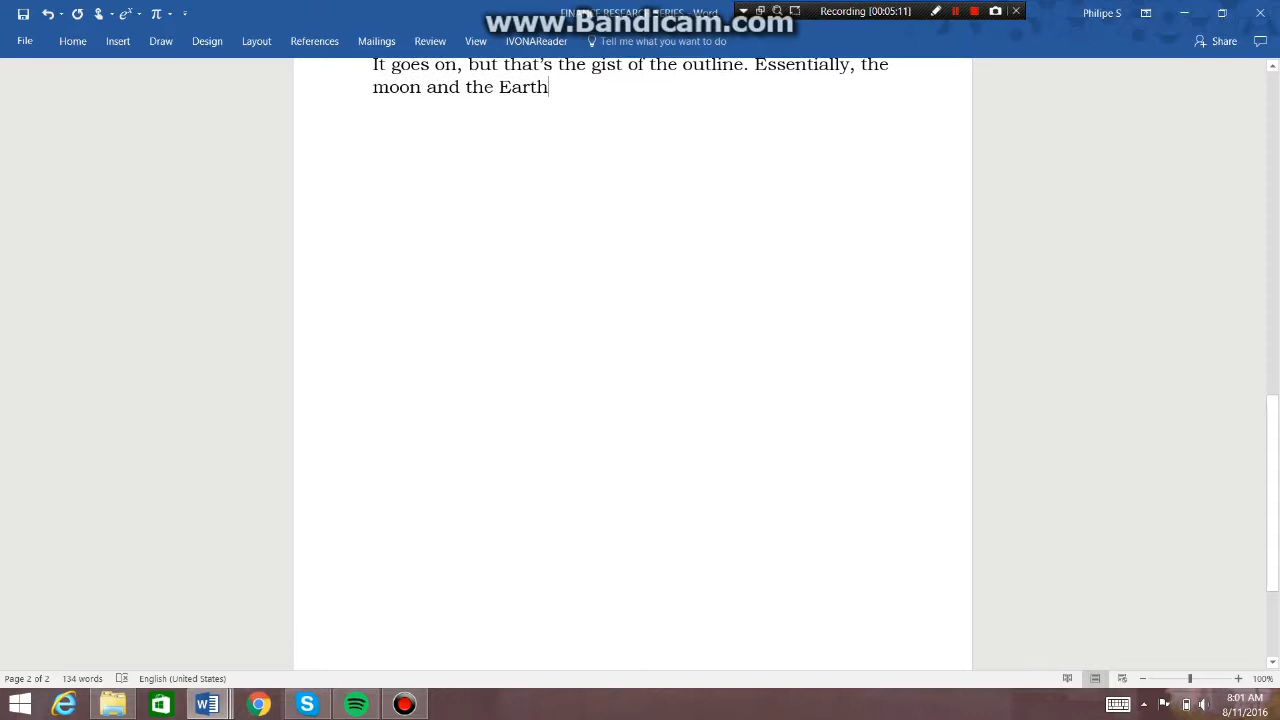 www.Bandicam.com
Recording [00:05:11]
Philipe S
File Home Insert Draw Design Layout References Mailings Review View IVONAReader Tell me what you want to do Share
It goes on, but that's the gist of the outline. Essentially, the
moon and the Earth
Page 2 of 2 134 words English (United States) 100%
8:01 AM
8/11/2016